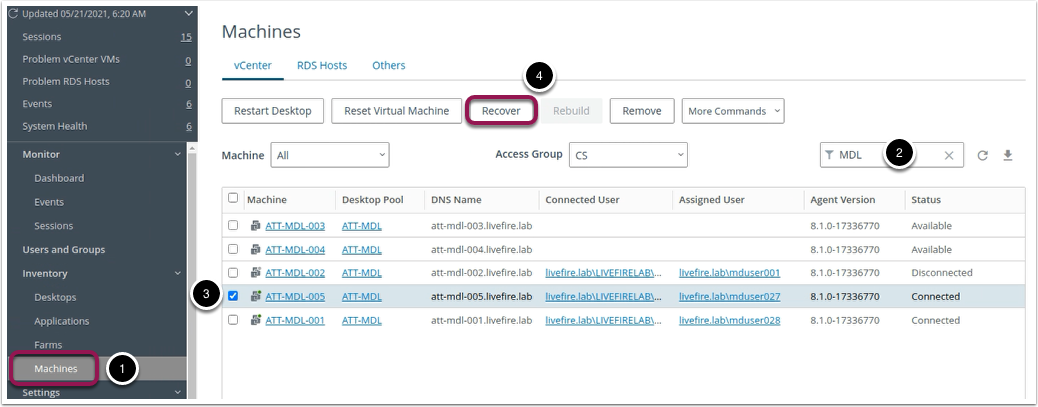 Updated 05/21/2021, 6:20 AM
Sessions 15
Problem vCenter VMs 0
Problem RDS Hosts 0
Events 6
System Health 6
Monitor
Dashboard
Events
Sessions
Users and Groups
Inventory
Desktops
Applications
Farms
Machines 1
Settings
Machines
vCenter RDS Hosts Others
4
Restart Desktop Reset Virtual Machine Recover Rebuild Remove More Commands
Machine All Access Group CS MDL 2
Machine Desktop Pool DNS Name Connected User Assigned User Agent Version Status
ATT-MDL-003 ATT-MDL att-mdl-003.livefire.lab 8.1.0-17336770 Available
ATT-MDL-004 ATT-MDL att-mdl-004.livefire.lab 8.1.0-17336770 Available
ATT-MDL-002 ATT-MDL att-mdl-002.livefire.lab livefire.lab\LIVEFIRELAB\... livefire.lab\mduser001 8.1.0-17336770 Disconnected
3 ATT-MDL-005 ATT-MDL att-mdl-005.livefire.lab livefire.lab\LIVEFIRELAB\... livefire.lab\mduser027 8.1.0-17336770 Connected
ATT-MDL-001 ATT-MDL att-mdl-001.livefire.lab livefire.lab\LIVEFIRELAB\... livefire.lab\mduser028 8.1.0-17336770 Connected